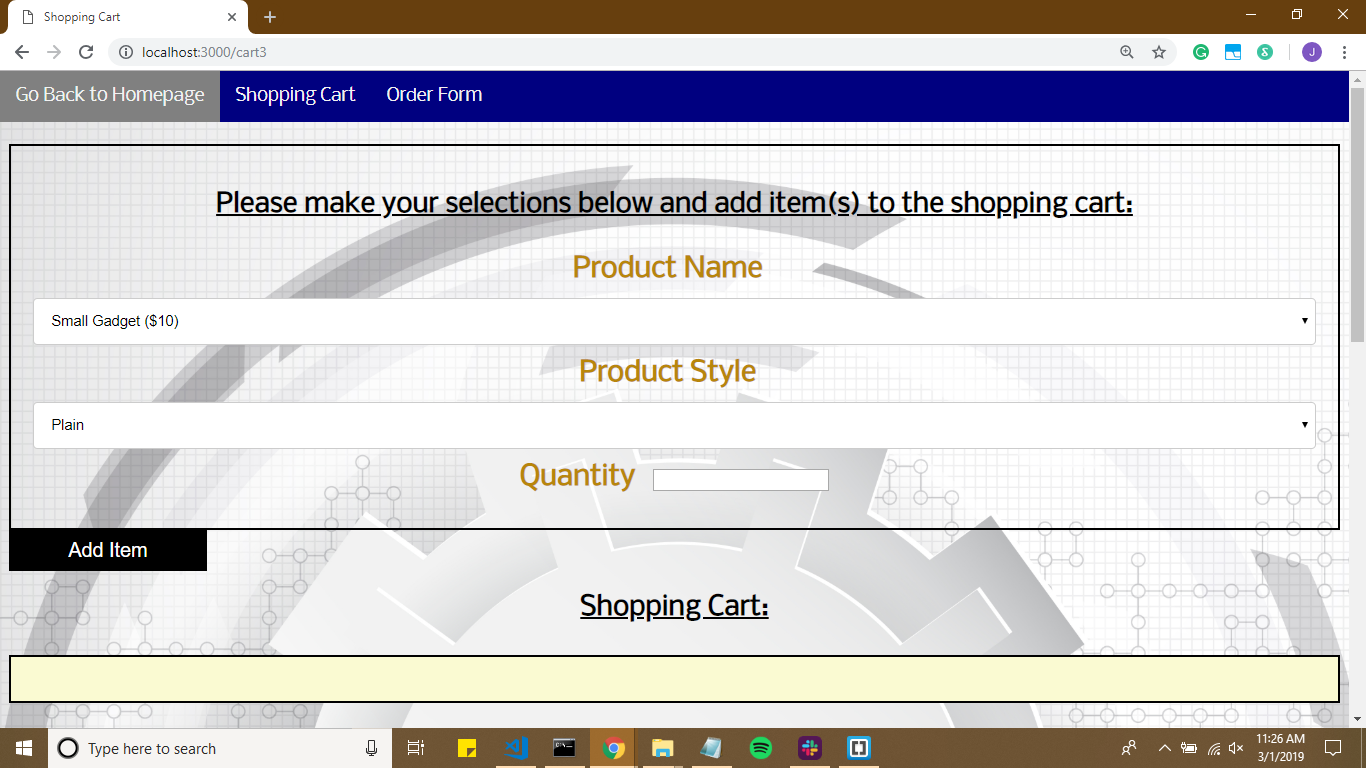 Shopping Cart
localhost:3000/cart3
J
Go Back to Homepage
Shopping Cart
Order Form
Please make your selections below and add item(s) to the shopping cart:
Product Name
Small Gadget ($10)
Product Style
Plain
Quantity
Add Item
Shopping Cart:
Type here to search
11:26 AM
3/1/2019